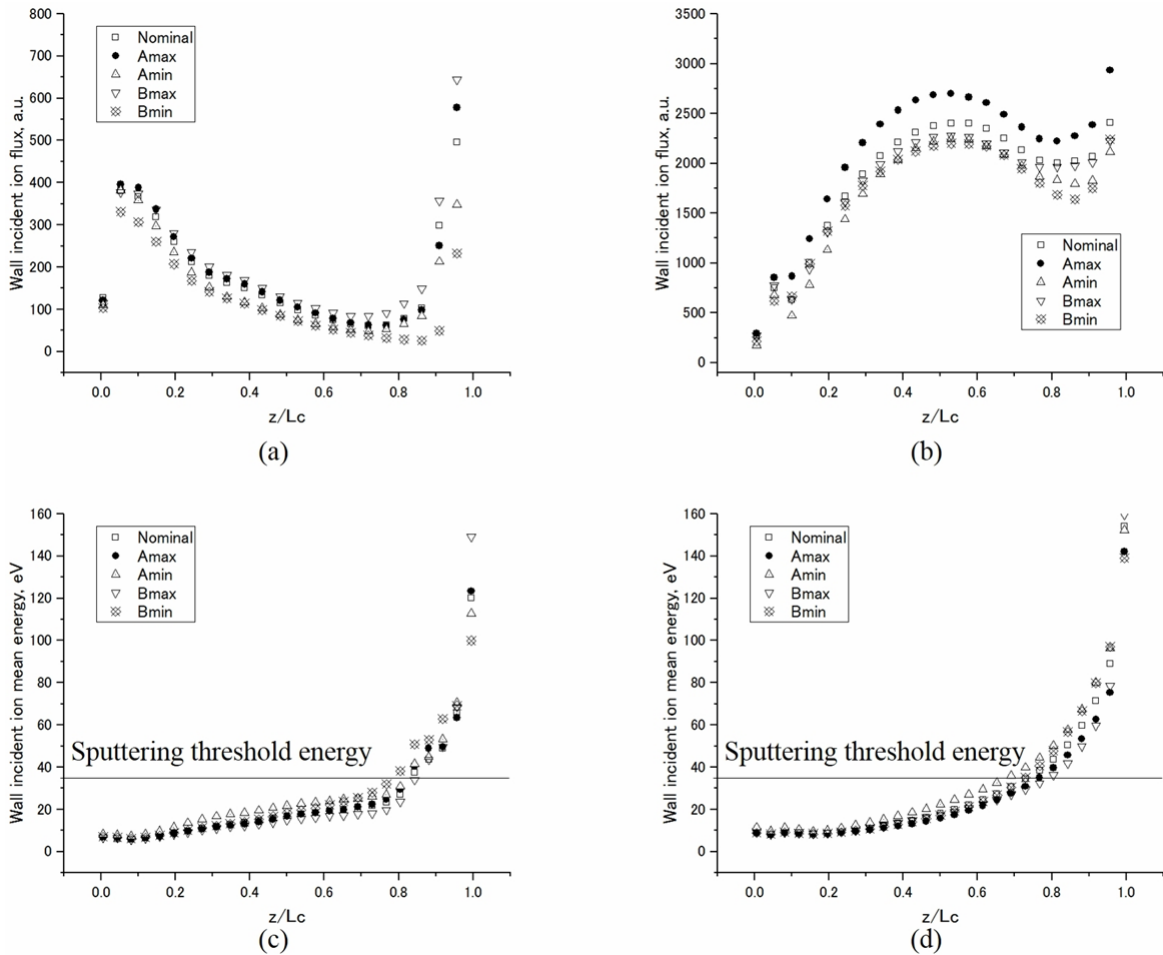 800
700
600
500
400
300
200
100
0
Wall incident ion flux, a.u.
Nominal
Amax
Amin
Bmax
Bmin
0.0 0.2 0.4 0.6 0.8 1.0
z/Lc
(a)
3500
3000
2500
2000
1500
1000
500
0
Wall incident ion flux, a.u.
Nominal
Amax
Amin
Bmax
Bmin
0.0 0.2 0.4 0.6 0.8 1.0
z/Lc
(b)
160
140
120
100
80
60
40
20
0
Wall incident ion mean energy, eV
Nominal
Amax
Amin
Bmax
Bmin
Sputtering threshold energy
0.0 0.2 0.4 0.6 0.8 1.0
z/Lc
(c)
160
140
120
100
80
60
40
20
0
Wall incident ion mean energy, eV
Nominal
Amax
Amin
Bmax
Bmin
Sputtering threshold energy
0.0 0.2 0.4 0.6 0.8 1.0
z/Lc
(d)